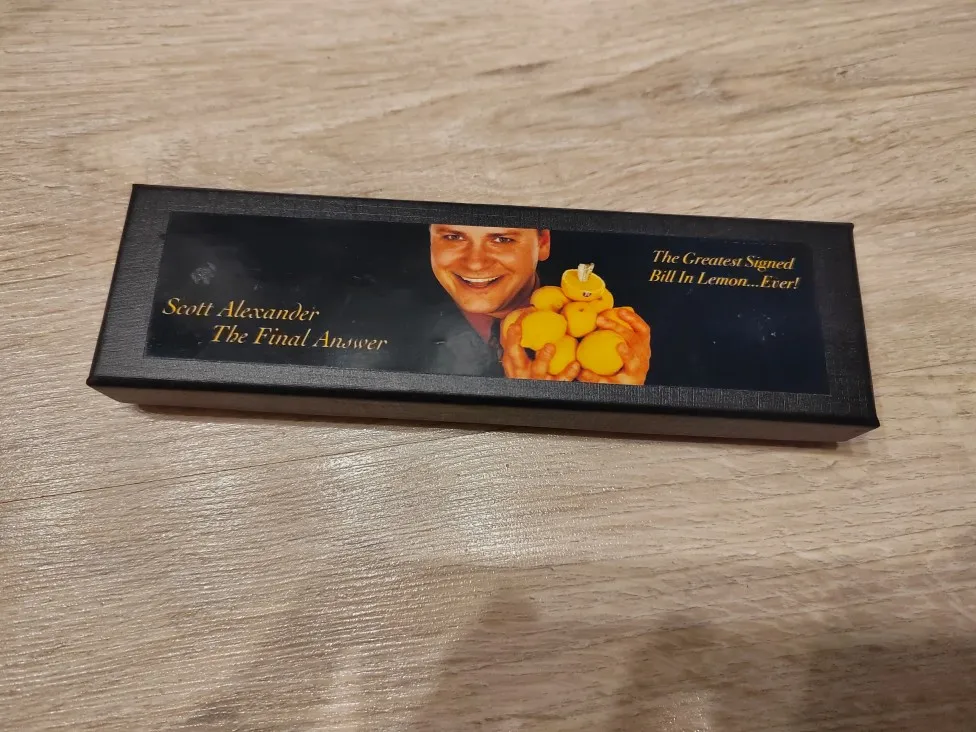 Scott Alexander
The Final Answer
The Greatest Signed
Bill In Lemon...Ever!